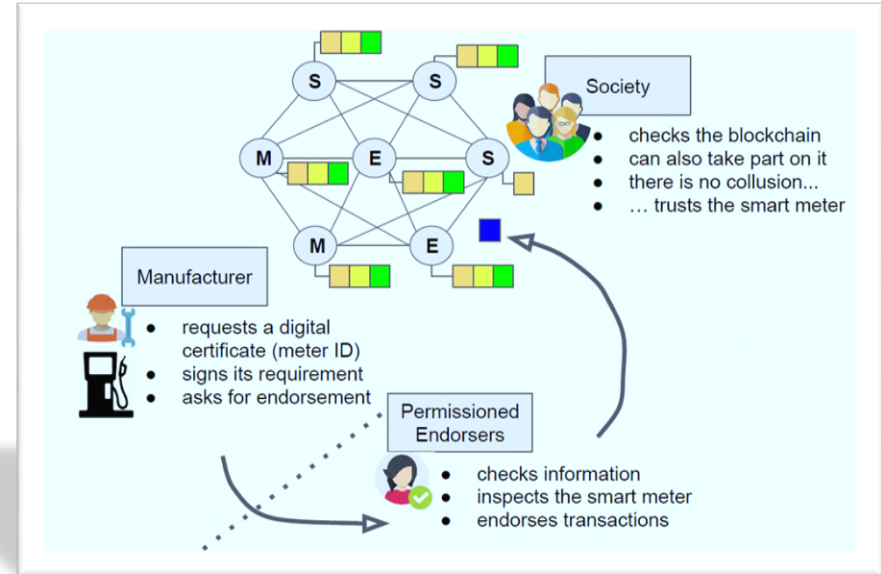 S
S
Society
M
E
S
checks the blockchain
can also take part on it
there is no collusion...
... trusts the smart meter
M
E
Manufacturer
requests a digital
certificate (meter ID)
signs its requirement
asks for endorsement
Permissioned
Endorsers
checks information
inspects the smart meter
endorses transactions